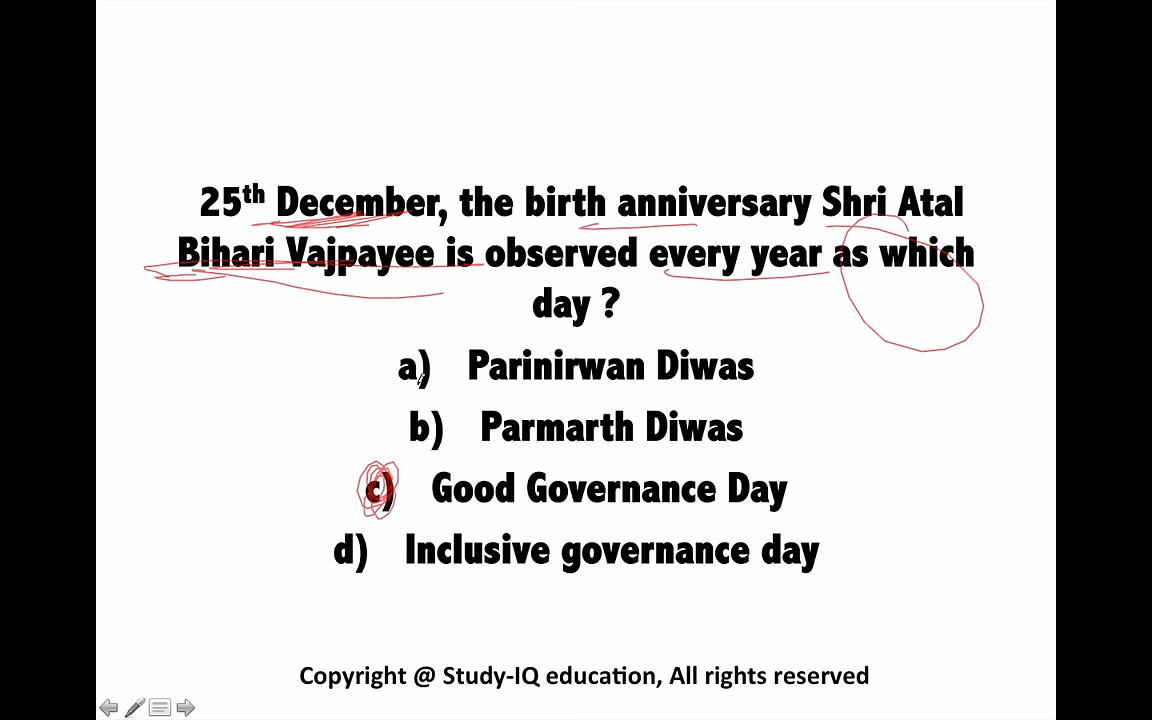 25th December, the birth anniversary Shri Atal
Bihari Vajpayee is observed every year as which
day ?
a) Parinirwan Diwas
b) Parmarth Diwas
c) Good Governance Day
d) Inclusive governance day
Copyright @ Study-IQ education, All rights reserved